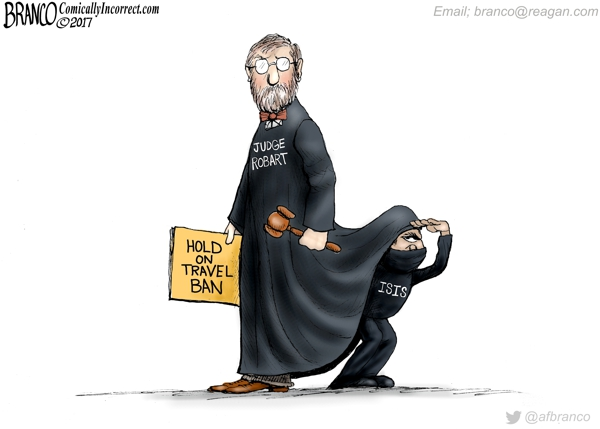 BRANCO ComicallyIncorrect.com
©2017
Email; branco@reagan.com
JUDGE
ROBART
HOLD
ON
TRAVEL
BAN
ISIS
@afbranco